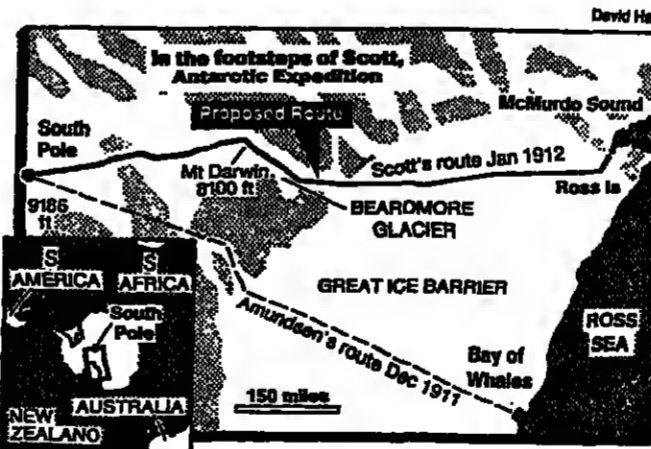 David Ha
In the footsteps of Scott,
Antarctic Expedition
McMurdo Sound
Proposed Route
South
Pole
Scott's route Jan 1912
Mt Darwin,
8100 ft
Ross Is
9186
ft
BEARDMORE
GLACIER
S
AMERICA
S
AFRICA
GREAT ICE BARRIER
South
Pole
Amundsen's route Dec 1911
ROSS
SEA
Bay of
Whales
150 miles
AUSTRALIA
NEW
ZEALAND